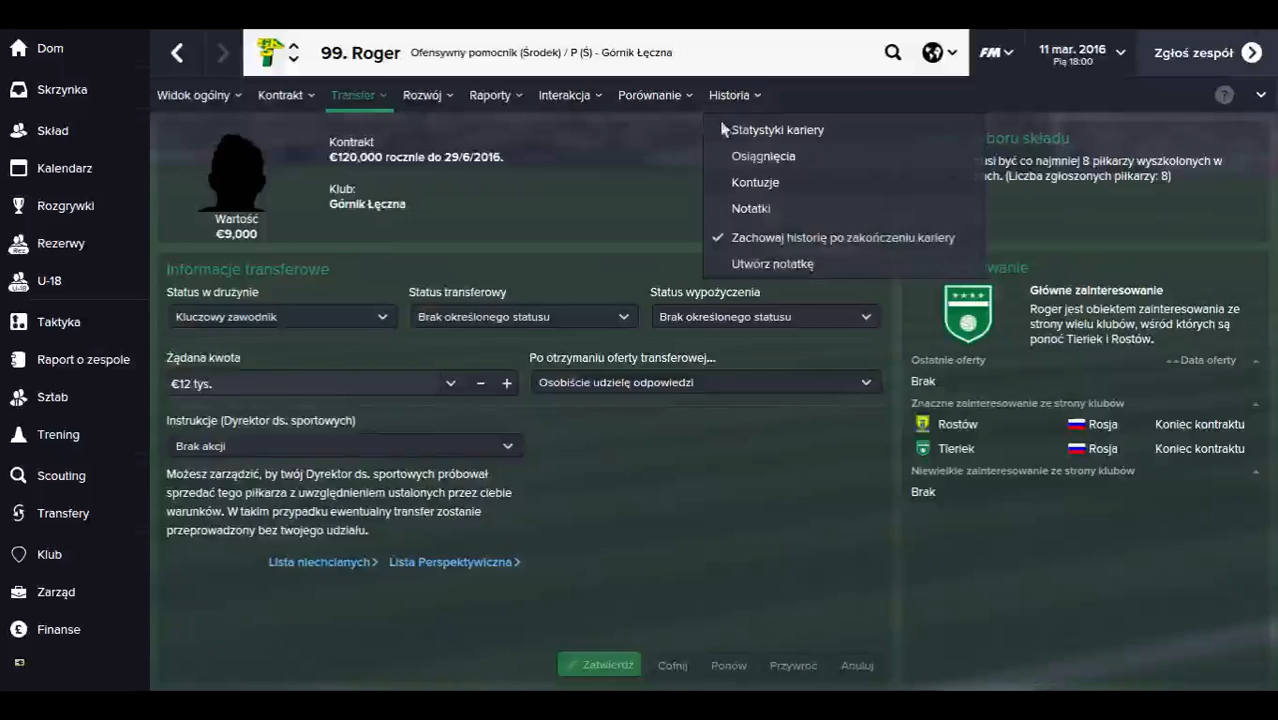 Dom
Skrzynka
Skład
Kalendarz
Rozgrywki
Rezerwy
U-18
Taktyka
Raport o zespole
Sztab
Trening
Scouting
Transfery
Klub
Zarząd
Finanse
99. Roger
Ofensywny pomocnik (Środek) / P (Ś) - Górnik Łęczna
FM
11 mar. 2016
Pią 18:00
Zgłoś zespół
Widok ogólny
Kontrakt
Transfer
Rozwój
Raporty
Interakcja
Porównanie
Historia
?
Statystyki kariery
Osiągnięcia
Kontuzje
Notatki
Zachowaj historię po zakończeniu kariery
Utwórz notatkę
Kontrakt
€120,000 rocznie do 29/6/2016.
Klub:
Górnik Łęczna
Wartość
€9,000
boru składu
usi być co najmniej 8 piłkarzy wyszkolonych w
ach. (Liczba zgłoszonych piłkarzy: 8)
Informacje transferowe
Status w drużynie
Status transferowy
Status wypożyczenia
Kluczowy zawodnik
Brak określonego statusu
Brak określonego statusu
Żądana kwota
Po otrzymaniu oferty transferowej...
€12 tys.
Osobiście udzielę odpowiedzi
Instrukcje (Dyrektor ds. sportowych)
Brak akcji
Możesz zarządzić, by twój Dyrektor ds. sportowych próbował
sprzedać tego piłkarza z uwzględnieniem ustalonych przez ciebie
warunków. W takim przypadku ewentualny transfer zostanie
przeprowadzony bez twojego udziału.
Lista niechcianych
Lista Perspektywiczna
Zatwierdź
Cofnij
Ponów
Przywróć
Anuluj
wanie
Główne zainteresowanie
Roger jest obiektem zainteresowania ze
strony wielu klubów, wśród których są
ponoć Tieriek i Rostów.
Ostatnie oferty
Data oferty
Brak
Znaczne zainteresowanie ze strony klubów
Rostów
Rosja
Koniec kontraktu
Tieriek
Rosja
Koniec kontraktu
Niewielkie zainteresowanie ze strony klubów
Brak